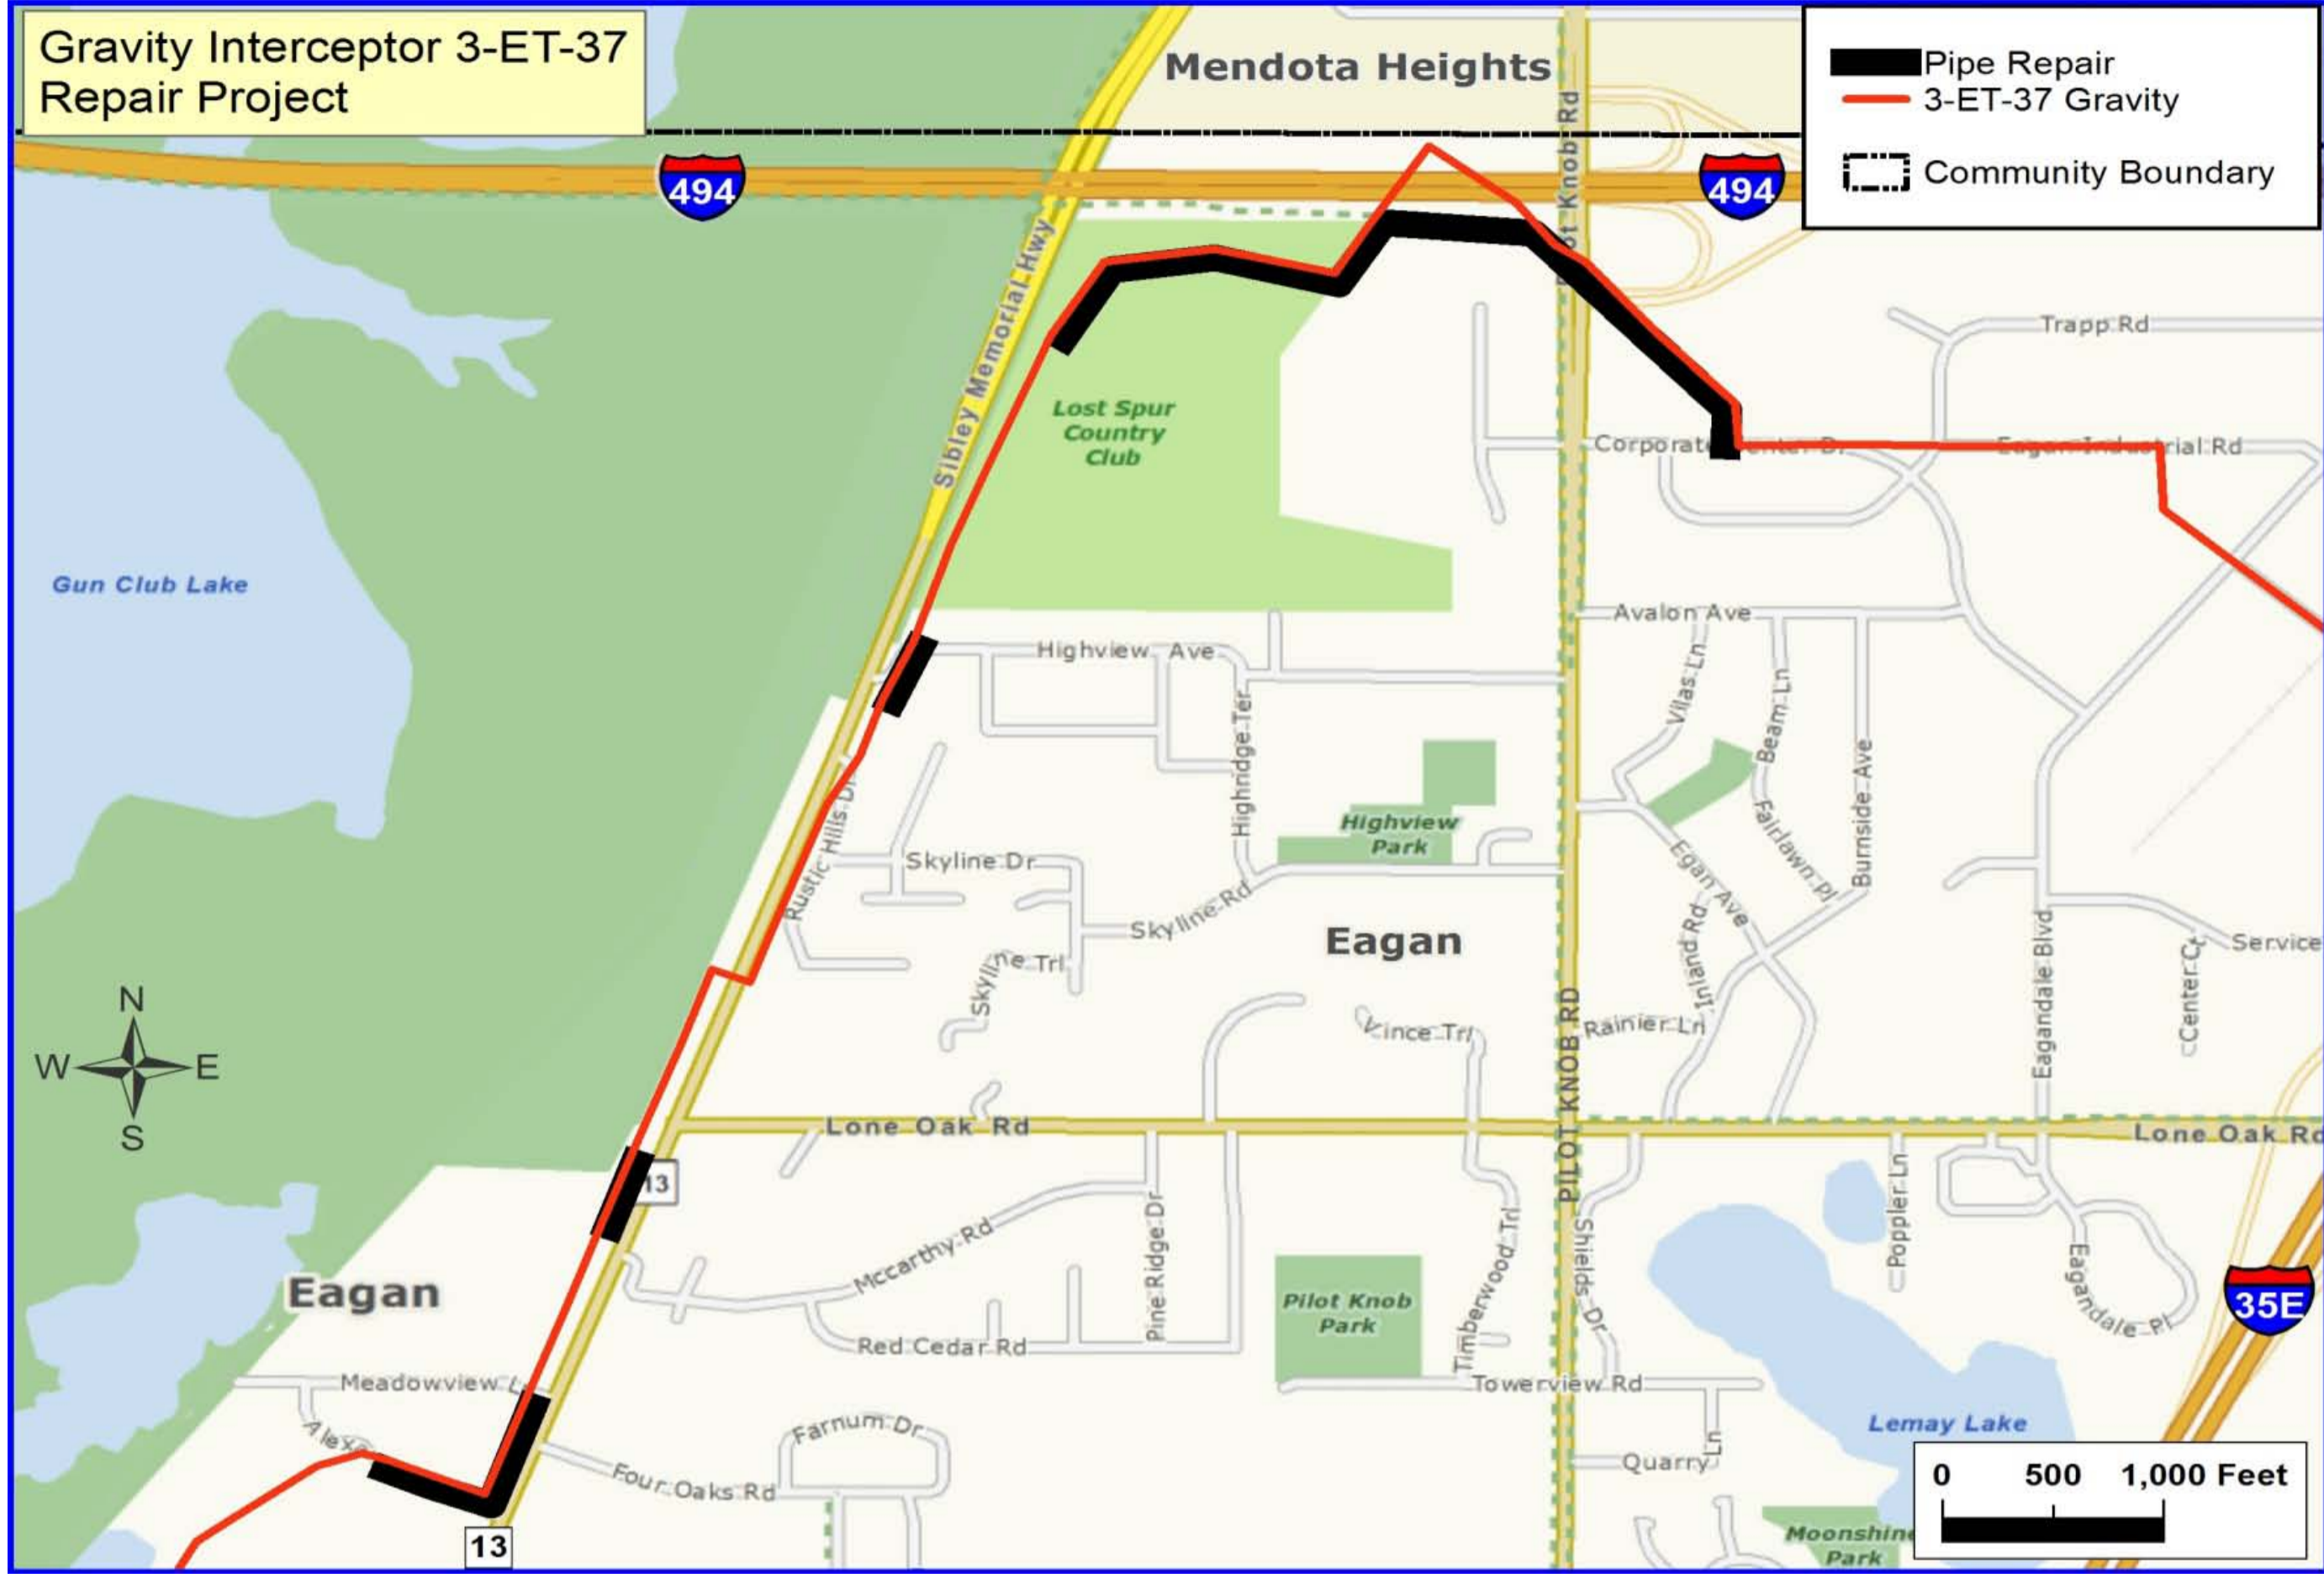 Gravity Interceptor 3-ET-37
Repair Project
Mendota Heights
Pipe Repair
3-ET-37 Gravity
Community Boundary
494
494
Knob Rd
Sibley Memorial Hwy
Trapp Rd
Lost Spur
Country
Club
Corporate
Eagan Industrial Rd
Gun Club Lake
Avalon Ave
Highview Ave
Vilas Ln
Beam Ln
Highridge Ter
Burnside Ave
Rustic Hills Dr
Highview
Park
Fairlawn Pl
Skyline Dr
Egan Ave
Skyline Rd
Inland Rd
Eagan
Eagandale Blvd
Service
Center Ct
Skyline Trl
N
W E
S
Vince Trl
Rainier Ln
PILOT KNOB RD
Lone Oak Rd
Lone Oak Rd
13
Mccarthy Rd
Pine Ridge Dr
Timberwood Trl
Shields Dr
Poppler Ln
Eagandale Pl
Eagan
Pilot Knob
Park
35E
Red Cedar Rd
Meadowview
Towerview Rd
Alex
Farnum Dr
Lemay Lake
Four Oaks Rd
Quarry Ln
0 500 1,000 Feet
Moonshine
Park
13